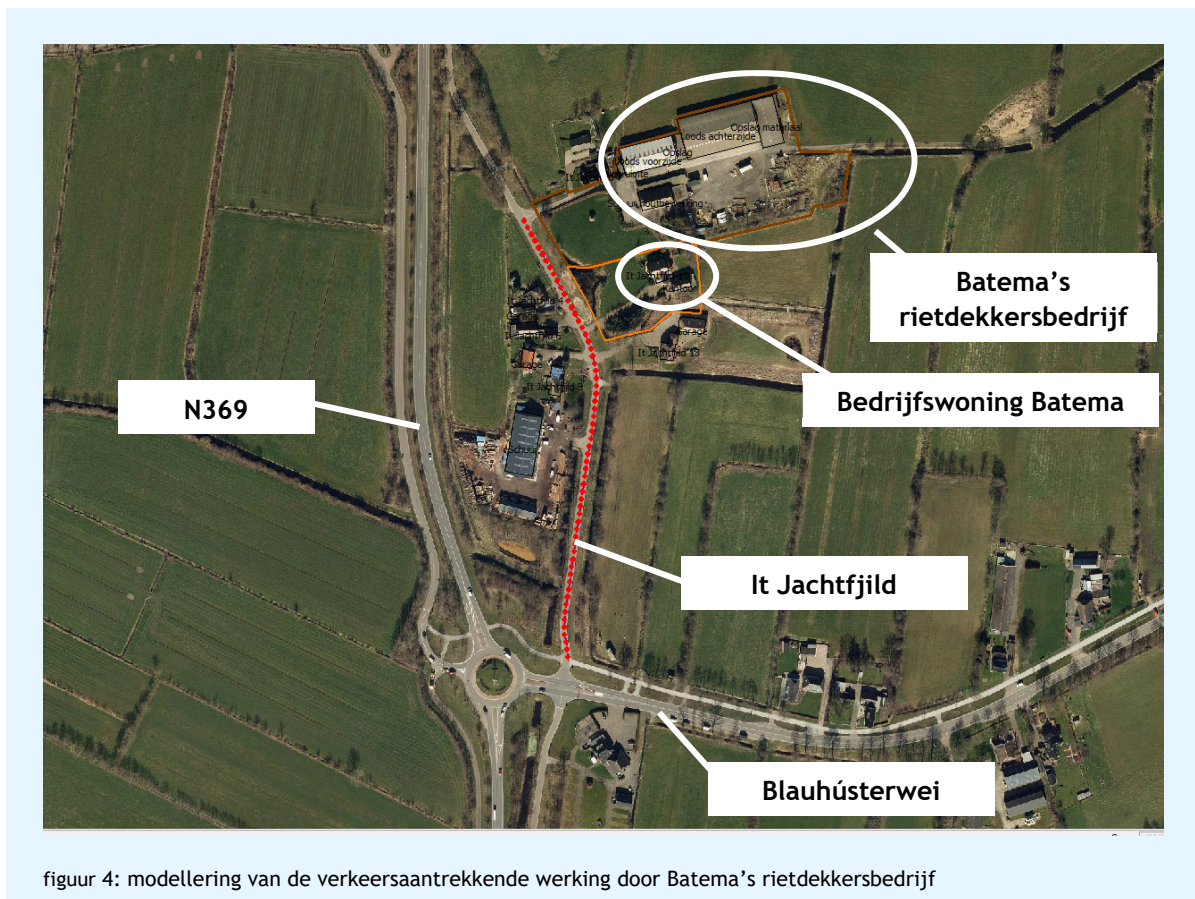 Opslag materiaal
Loods achterzijde
Opslag
Loods voorzijde
It Jachtfjild
Batema's
rietdekkersbedrijf
Bedrijfswoning Batema
N369
It Jachtfjild 13
It Jachtfjild
Blauhústerwei
figuur 4: modellering van de verkeersaantrekkende werking door Batema's rietdekkersbedrijf